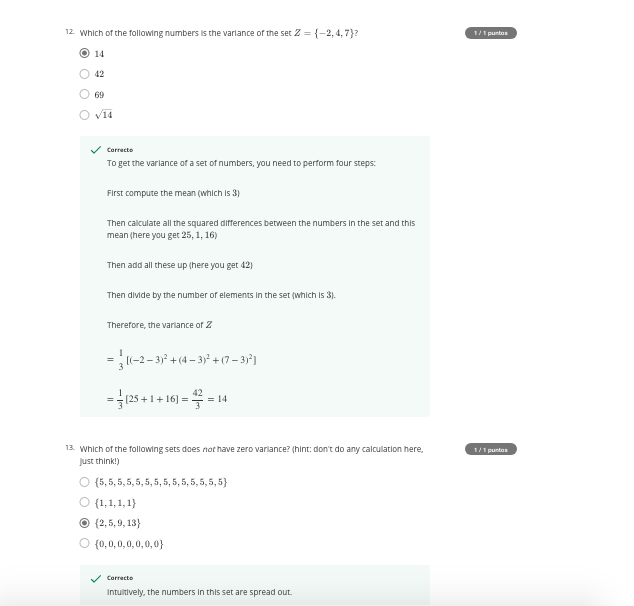 12. Which of the following numbers is the variance of the set Z = {−2, 4, 7}?
1 / 1 puntos
14
42
69
√14
Correcto
To get the variance of a set of numbers, you need to perform four steps:
First compute the mean (which is 3)
Then calculate all the squared differences between the numbers in the set and this
mean (here you get 25, 1, 16)
Then add all these up (here you get 42)
Then divide by the number of elements in the set (which is 3).
Therefore, the variance of Z
= 1/3 [(−2 − 3)² + (4 − 3)² + (7 − 3)²]
= 1/3 [25 + 1 + 16] = 42/3 = 14
13. Which of the following sets does not have zero variance? (hint: don't do any calculation here,
just think!)
1 / 1 puntos
{5, 5, 5, 5, 5, 5, 5, 5, 5, 5, 5, 5, 5, 5}
{1, 1, 1, 1}
{2, 5, 9, 13}
{0, 0, 0, 0, 0, 0, 0}
Correcto
Intuitively, the numbers in this set are spread out.